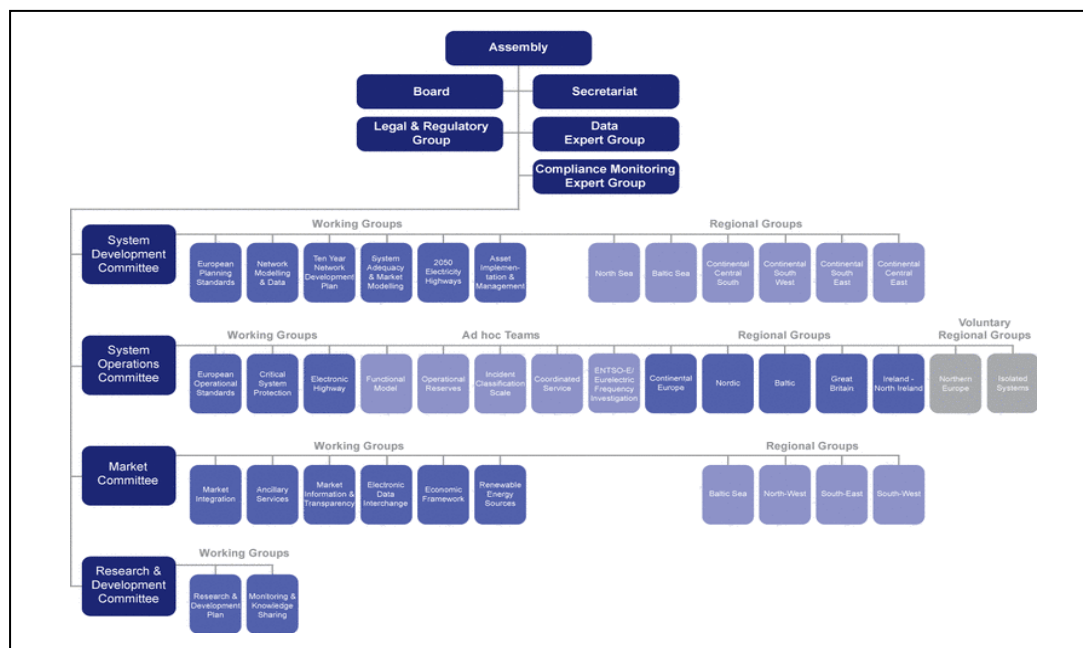 Assembly
Board
Secretariat
Legal & Regulatory
Group
Data
Expert Group
Compliance Monitoring
Expert Group
System
Development
Committee
Working Groups
European
Planning
Standards
Network
Modelling
& Data
Ten Year
Network
Development
Plan
System
Adequacy
& Market
Modelling
2050
Electricity
Highways
Asset
Implemen-
tation &
Management
Regional Groups
North Sea
Baltic Sea
Continental
Central
South
Continental
South
West
Continental
South
East
Continental
Central
East
System
Operations
Committee
Working Groups
European
Operational
Standards
Critical
System
Protection
Electronic
Highway
Ad hoc Teams
Functional
Model
Operational
Reserves
Incident
Classification
Scale
Coordinated
Service
ENTSO-E/
Eurelectric
Frequency
Investigation
Regional Groups
Continental
Europe
Nordic
Baltic
Great
Britain
Ireland -
North Ireland
Voluntary
Regional Groups
Northern
Europe
Isolated
Systems
Market
Committee
Working Groups
Market
Integration
Ancillary
Services
Market
Information &
Transparency
Electronic
Data
Interchange
Economic
Framework
Renewable
Energy
Sources
Regional Groups
Baltic Sea
North-West
South-East
South-West
Research &
Development
Committee
Working Groups
Research &
Development
Plan
Monitoring &
Knowledge
Sharing